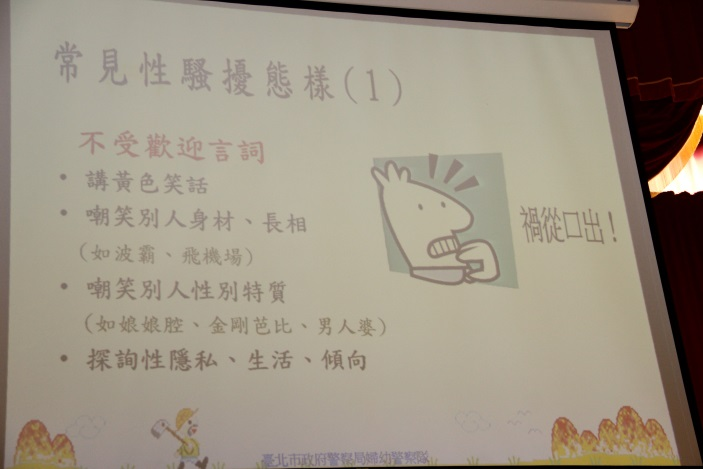 常見性騷擾態樣(1)
不受歡迎言詞
• 講黃色笑話
• 嘲笑別人身材、長相
(如波霸、飛機場)
• 嘲笑別人性別特質
(如娘娘腔、金剛芭比、男人婆)
• 探詢性隱私、生活、傾向
禍從口出!
臺北市政府警察局婦幼警察隊